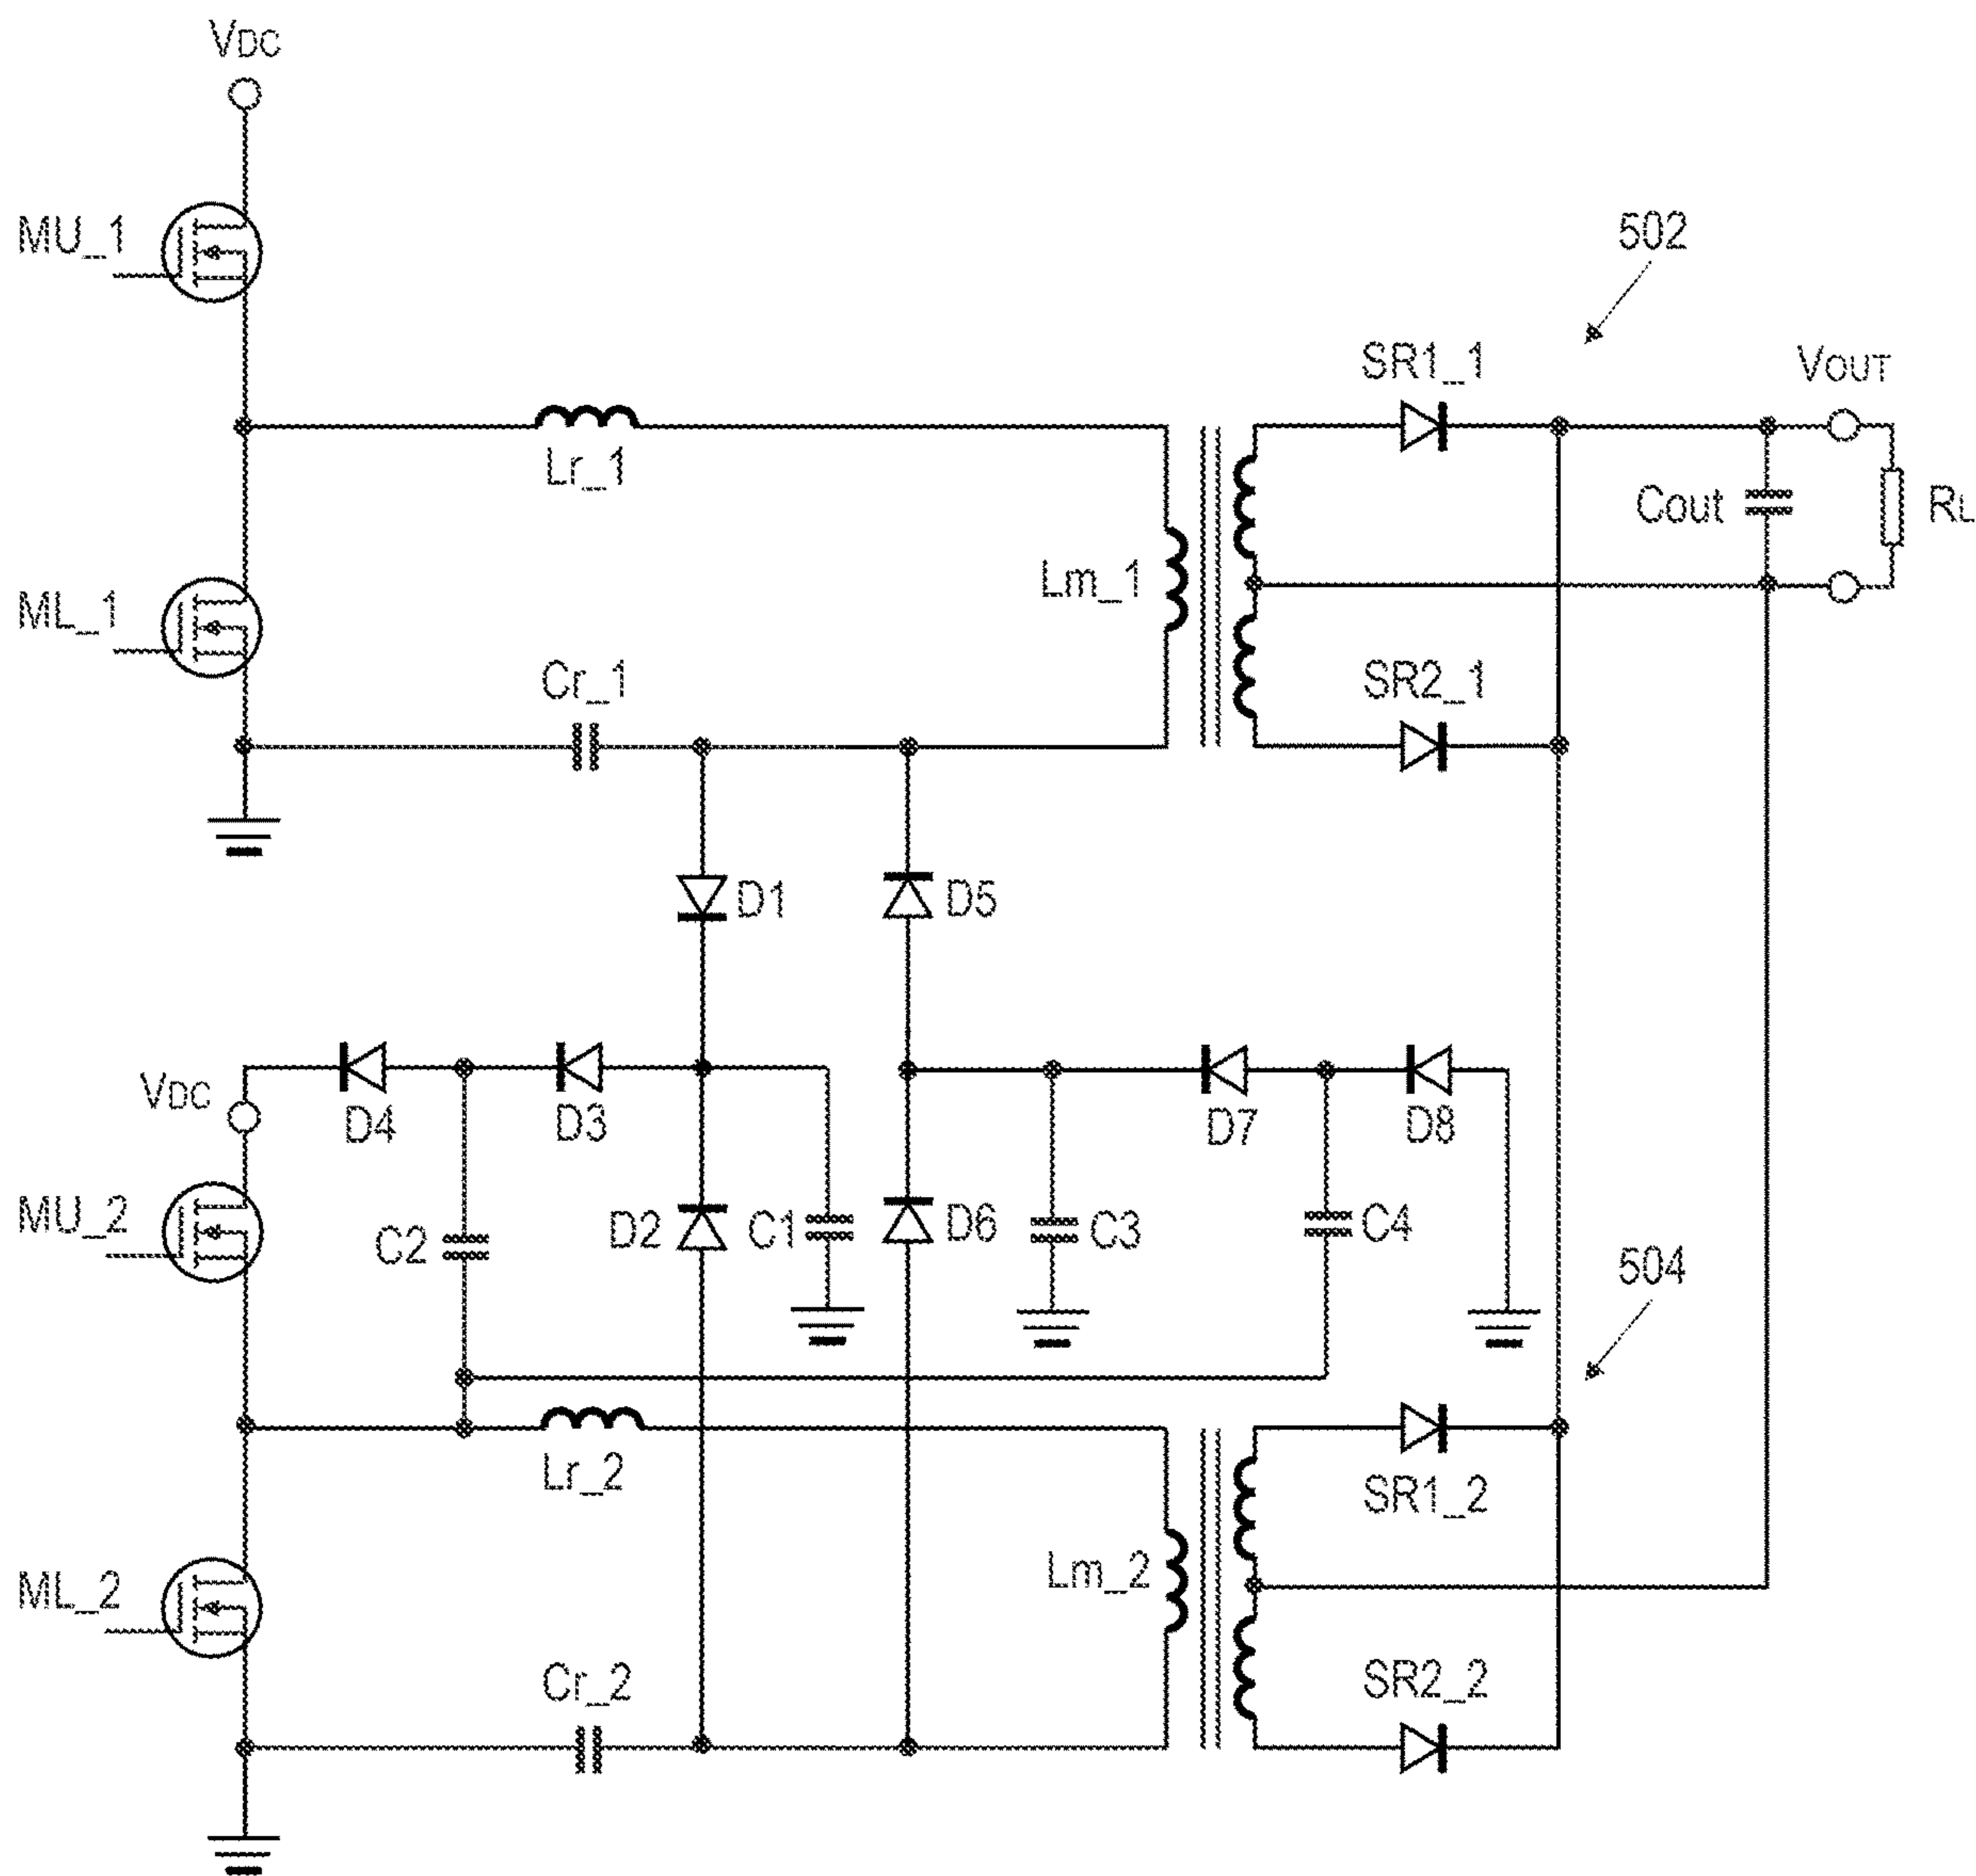 VDC
MU_1
502
SR1_1
VOUT
Lr_1
Cout
RL
Lm_1
ML_1
Cr_1
SR2_1
D1
D5
VDC
D4
D3
D7
D8
MU_2
C2
D2
C1
D6
C3
C4
504
Lr_2
SR1_2
Lm_2
ML_2
Cr_2
SR2_2